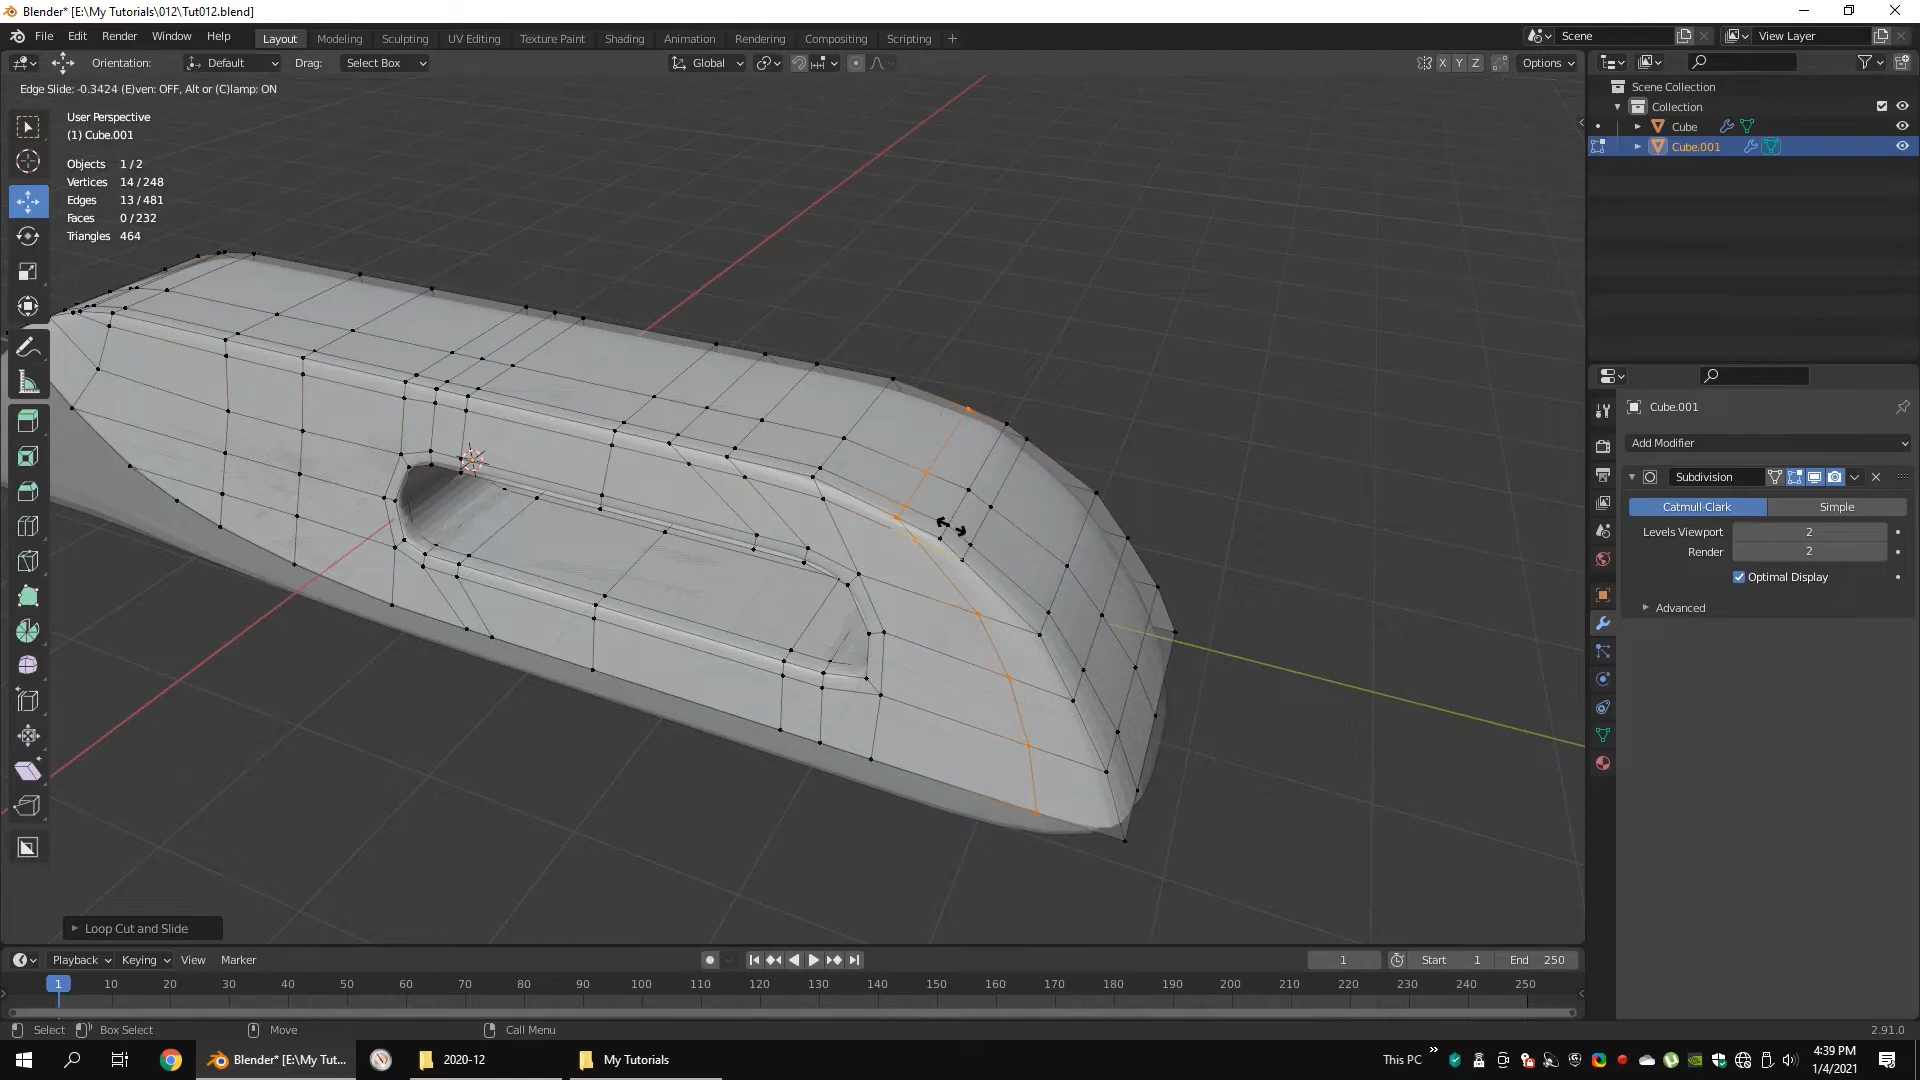 Blender* [E:\My Tutorials\012\Tut012.blend]
File Edit Render Window Help
Layout Modeling Sculpting UV Editing Texture Paint Shading Animation Rendering Compositing Scripting +
Scene
View Layer
Orientation: Default Drag: Select Box
Global
X Y Z
Options
Edge Slide: -0.3424 (E)ven: OFF, Alt or (C)lamp: ON
User Perspective
(1) Cube.001
Objects 1 / 2
Vertices 14 / 248
Edges 13 / 481
Faces 0 / 232
Triangles 464
Scene Collection
Collection
Cube
Cube.001
Cube.001
Add Modifier
Subdivision
Catmull-Clark Simple
Levels Viewport 2
Render 2
Optimal Display
Advanced
Loop Cut and Slide
Playback Keying View Marker
1
Start 1
End 250
1 10 20 30 40 50 60 70 80 90 100 110 120 130 140 150 160 170 180 190 200 210 220 230 240 250
Select Box Select Move Call Menu
2.91.0
Blender* [E:\My Tut...
2020-12
My Tutorials
This PC
4:39 PM
1/4/2021